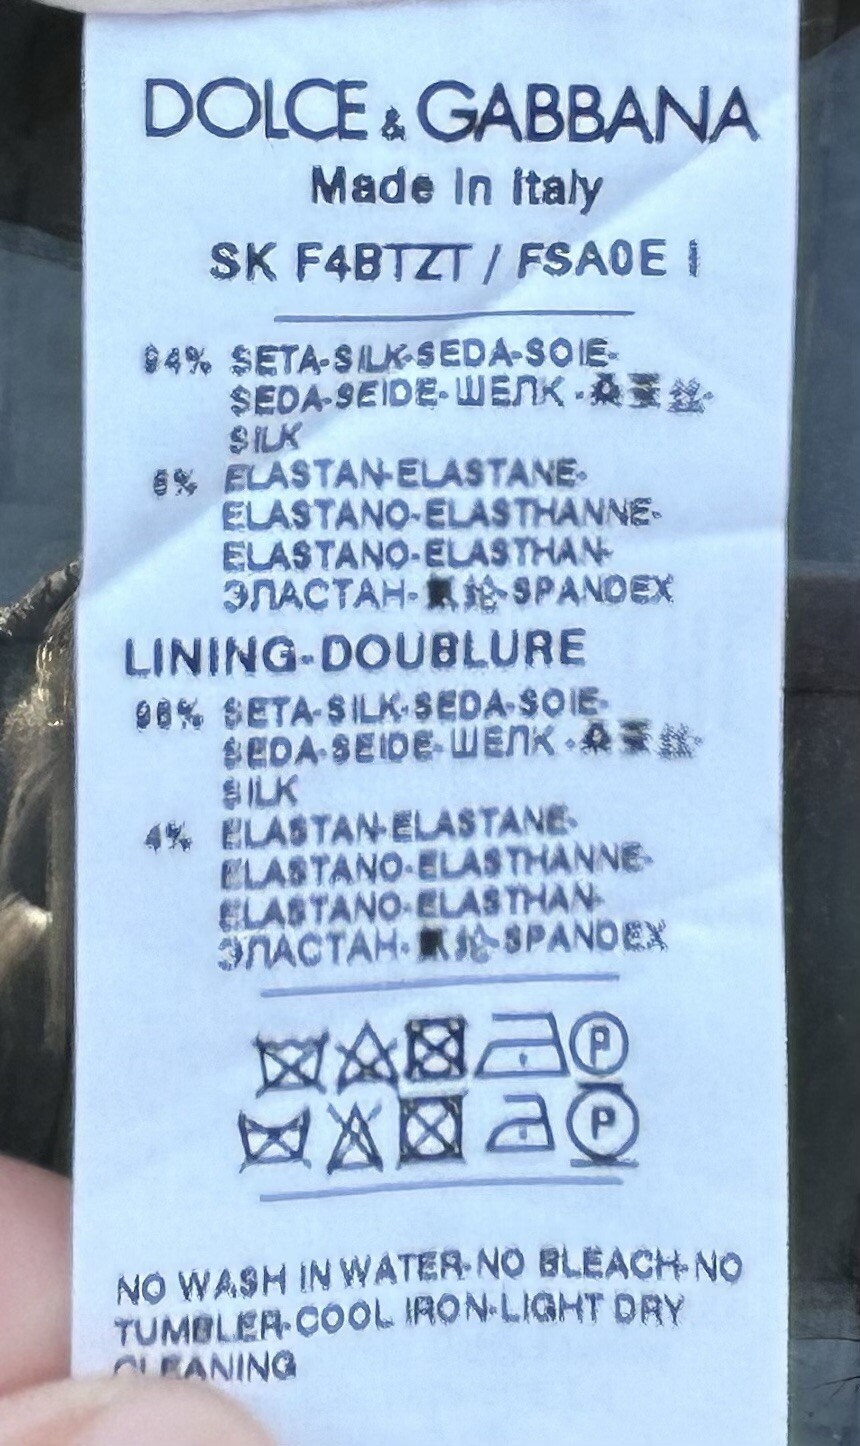 DOLCE & GABBANA
Made in Italy
SK F4BTZT / FSA0E I
94% SETA-SILK-SEDA-SOIE-
SEDA-SEIDE-ШЕЛК -
SILK
6% ELASTAN-ELASTANE-
ELASTANO-ELASTHANNE-
ELASTANO-ELASTHAN-
ЭЛАСТАН- SPANDEX
LINING-DOUBLURE
96% SETA-SILK-SEDA-SOIE-
SEDA-SEIDE-ШЕЛК -
SILK
4% ELASTAN-ELASTANE-
ELASTANO-ELASTHANNE-
ELASTANO-ELASTHAN-
ЭЛАСТАН- SPANDEX
P
P
NO WASH IN WATER-NO BLEACH-NO
TUMBLER-COOL IRON-LIGHT DRY
CLEANING